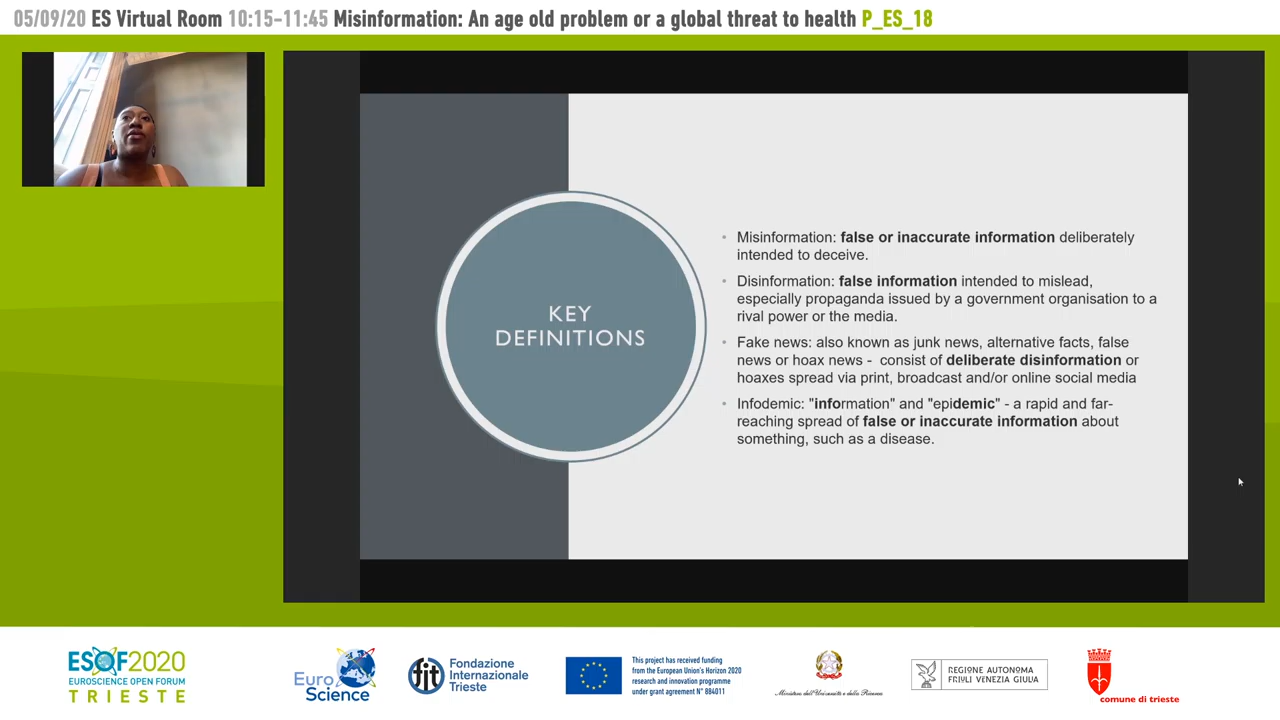 05/09/20 ES Virtual Room 10:15-11:45 Misinformation: An age old problem or a global threat to health P_ES_18
KEY
DEFINITIONS
• Misinformation: false or inaccurate information deliberately
intended to deceive.
• Disinformation: false information intended to mislead,
especially propaganda issued by a government organisation to a
rival power or the media.
• Fake news: also known as junk news, alternative facts, false
news or hoax news - consist of deliberate disinformation or
hoaxes spread via print, broadcast and/or online social media
• Infodemic: "information" and "epidemic" - a rapid and far-
reaching spread of false or inaccurate information about
something, such as a disease.
ESOF2020
EUROSCIENCE OPEN FORUM
TRIESTE
Euro
Science
fit
Fondazione
Internazionale
Trieste
This project has received funding
from the European Union's Horizon 2020
research and innovation programme
under grant agreement N° 884011
Ministero dell'Università e della Ricerca
REGIONE AUTONOMA
FRIULI VENEZIA GIULIA
comune di trieste